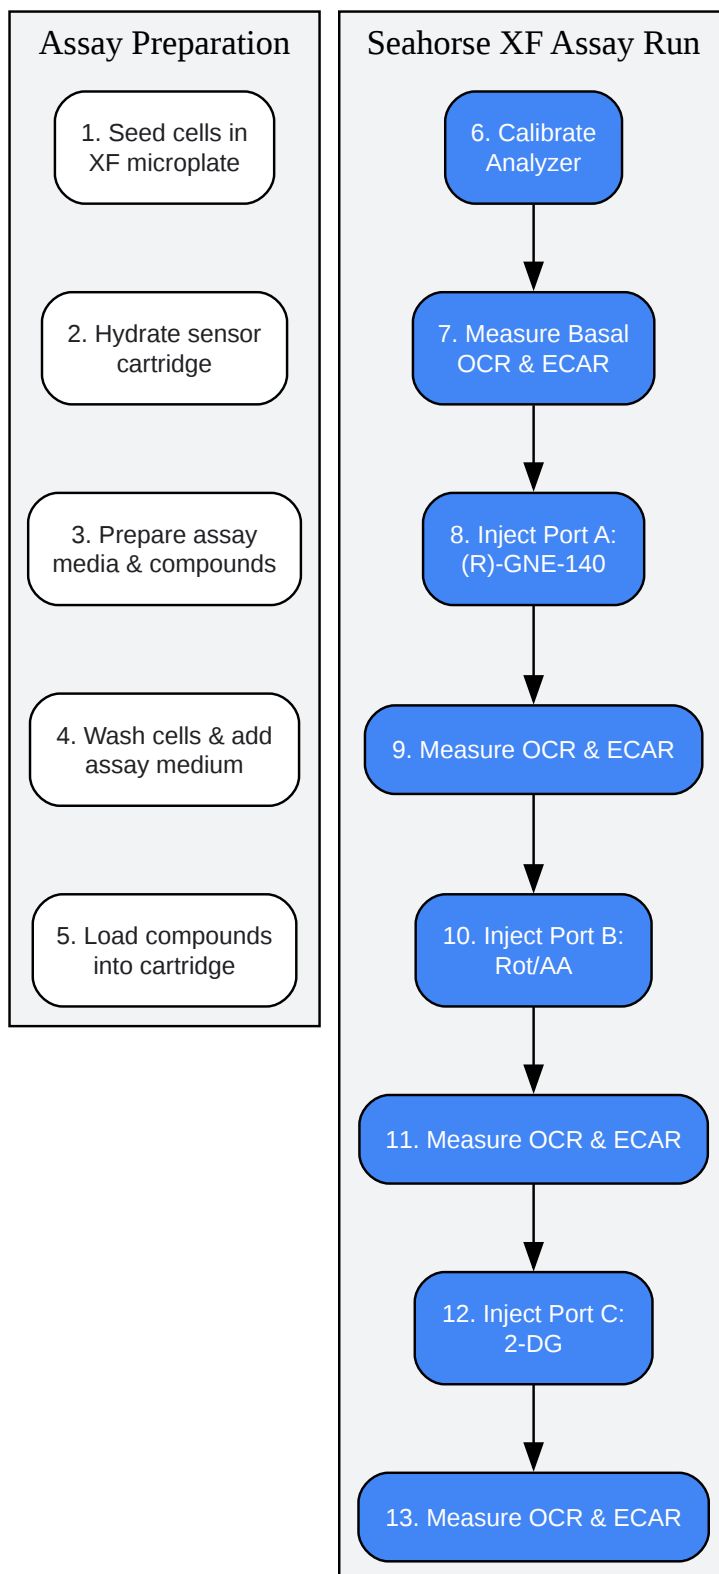 Assay Preparation
1. Seed cells in
XF microplate
2. Hydrate sensor
cartridge
3. Prepare assay
media & compounds
4. Wash cells & add
assay medium
5. Load compounds
into cartridge
Seahorse XF Assay Run
6. Calibrate
Analyzer
7. Measure Basal
OCR & ECAR
8. Inject Port A:
(R)-GNE-140
9. Measure OCR & ECAR
10. Inject Port B:
Rot/AA
11. Measure OCR & ECAR
12. Inject Port C:
2-DG
13. Measure OCR & ECAR